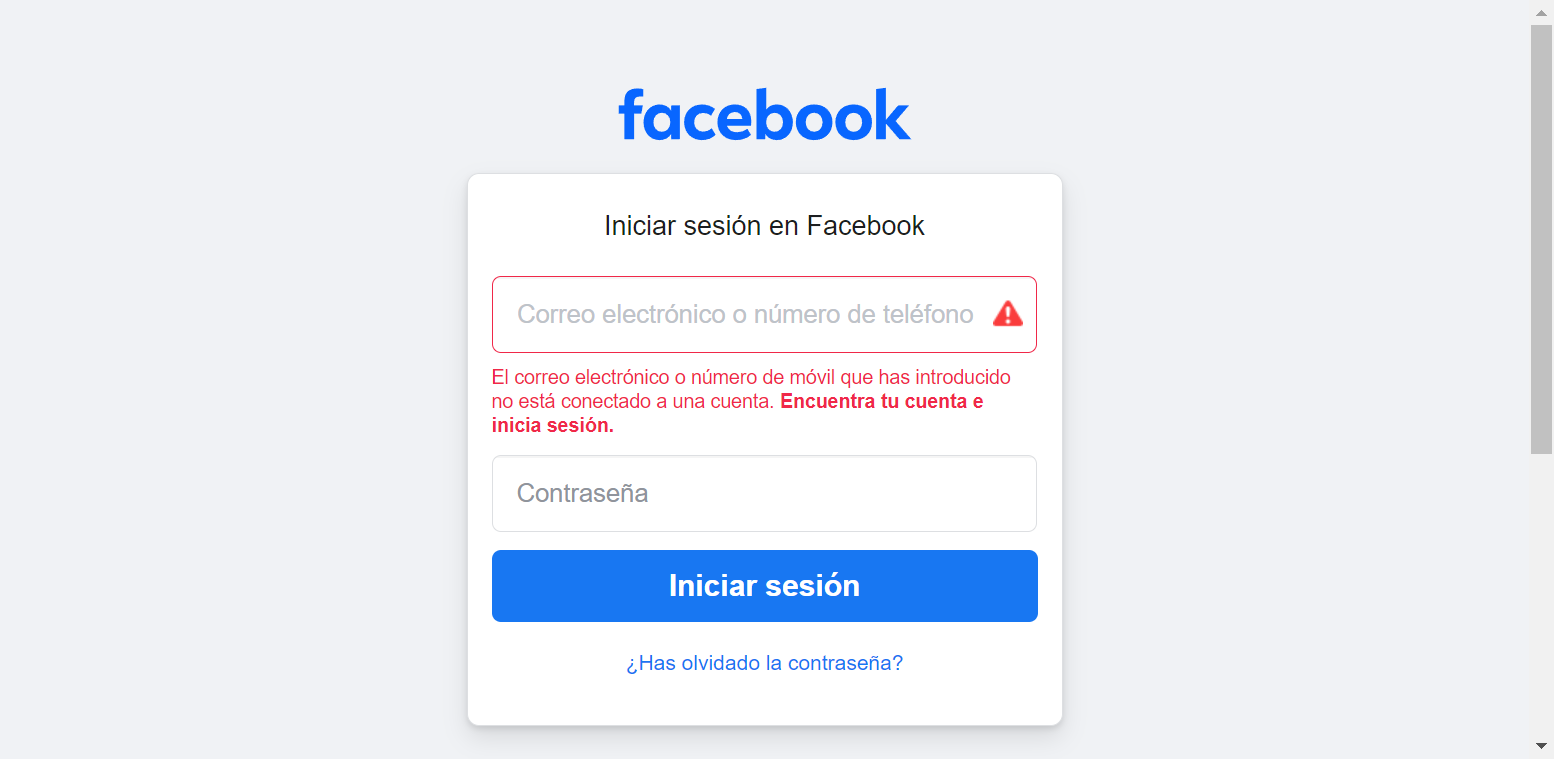 facebook
Iniciar sesión en Facebook
Correo electrónico o número de teléfono
El correo electrónico o número de móvil que has introducido
no está conectado a una cuenta. Encuentra tu cuenta e
inicia sesión.
Contraseña
Iniciar sesión
¿Has olvidado la contraseña?